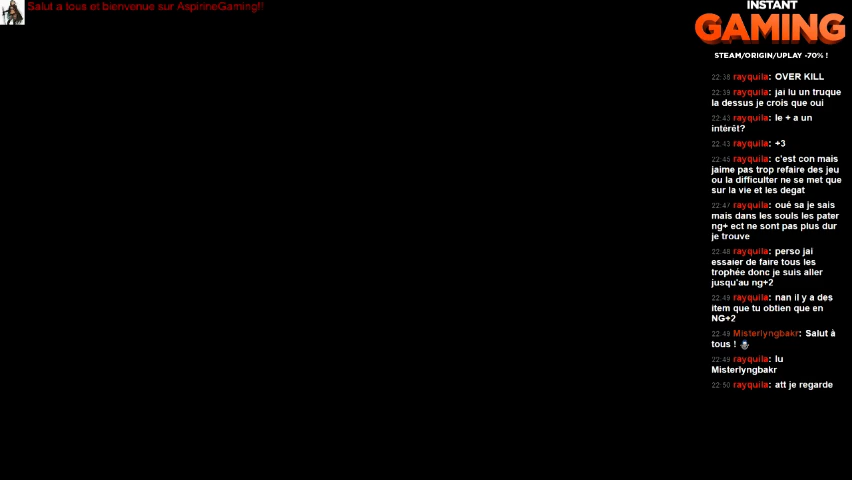 Salut a tous et bienvenue sur AspirineGaming!!
INSTANT
GAMING
STEAM/ORIGIN/UPLAY -70% !
22:38 rayquila: OVER KILL
22:39 rayquila: jai lu un truque
la dessus je crois que oui
22:43 rayquila: le + a un
intérêt?
22:43 rayquila: +3
22:45 rayquila: c'est con mais
jaime pas trop refaire des jeu
ou la difficulter ne se met que
sur la vie et les degat
22:47 rayquila: oué sa je sais
mais dans les souls les pater
ng+ ect ne sont pas plus dur
je trouve
22:48 rayquila: perso jai
essaier de faire tous les
trophée donc je suis aller
jusqu'au ng+2
22:49 rayquila: nan il y a des
item que tu obtien que en
NG+2
22:49 Misterlyngbakr: Salut à
tous !
22:49 rayquila: lu
Misterlyngbakr
22:50 rayquila: att je regarde